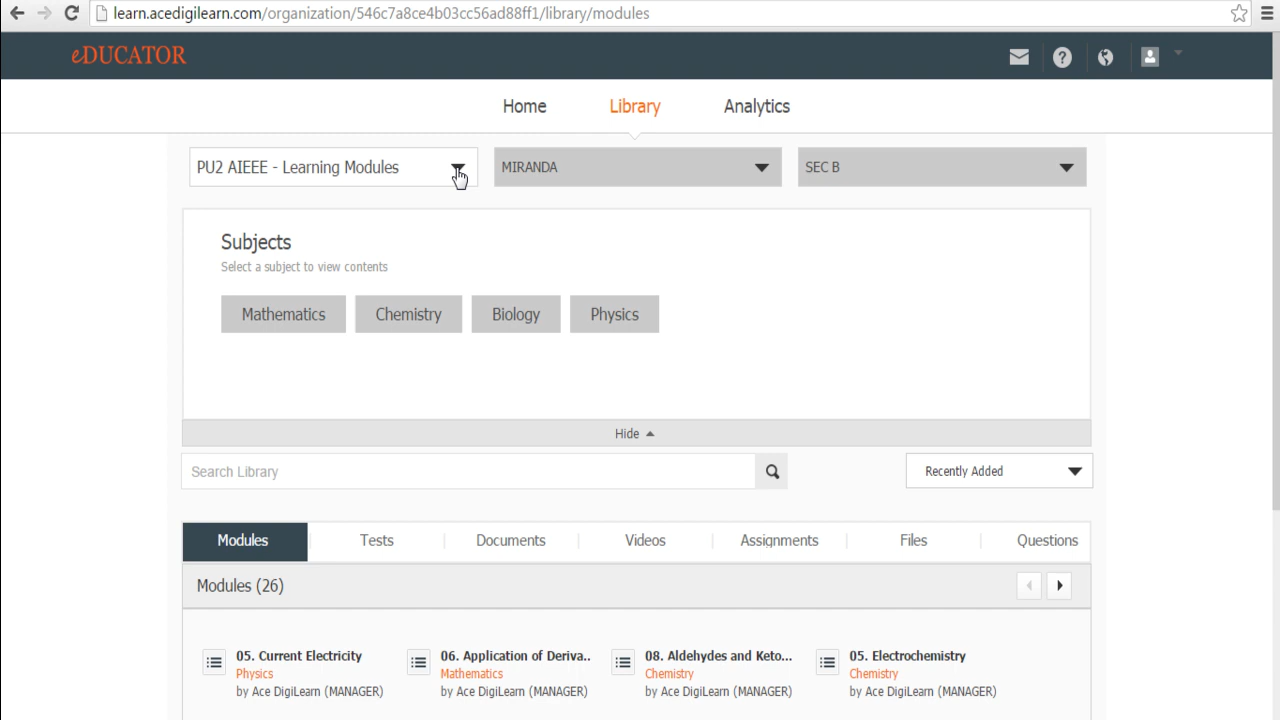 learn.acedigilearn.com/organization/546c7a8ce4b03cc56ad88ff1/library/modules
eDUCATOR
Home Library Analytics
PU2 AIEEE - Learning Modules MIRANDA SEC B
Subjects
Select a subject to view contents
Mathematics Chemistry Biology Physics
Hide
Search Library Recently Added
Modules Tests Documents Videos Assignments Files Questions
Modules (26)
05. Current Electricity 06. Application of Deriva.. 08. Aldehydes and Keto... 05. Electrochemistry
Physics Mathematics Chemistry Chemistry
by Ace DigiLearn (MANAGER) by Ace DigiLearn (MANAGER) by Ace DigiLearn (MANAGER) by Ace DigiLearn (MANAGER)